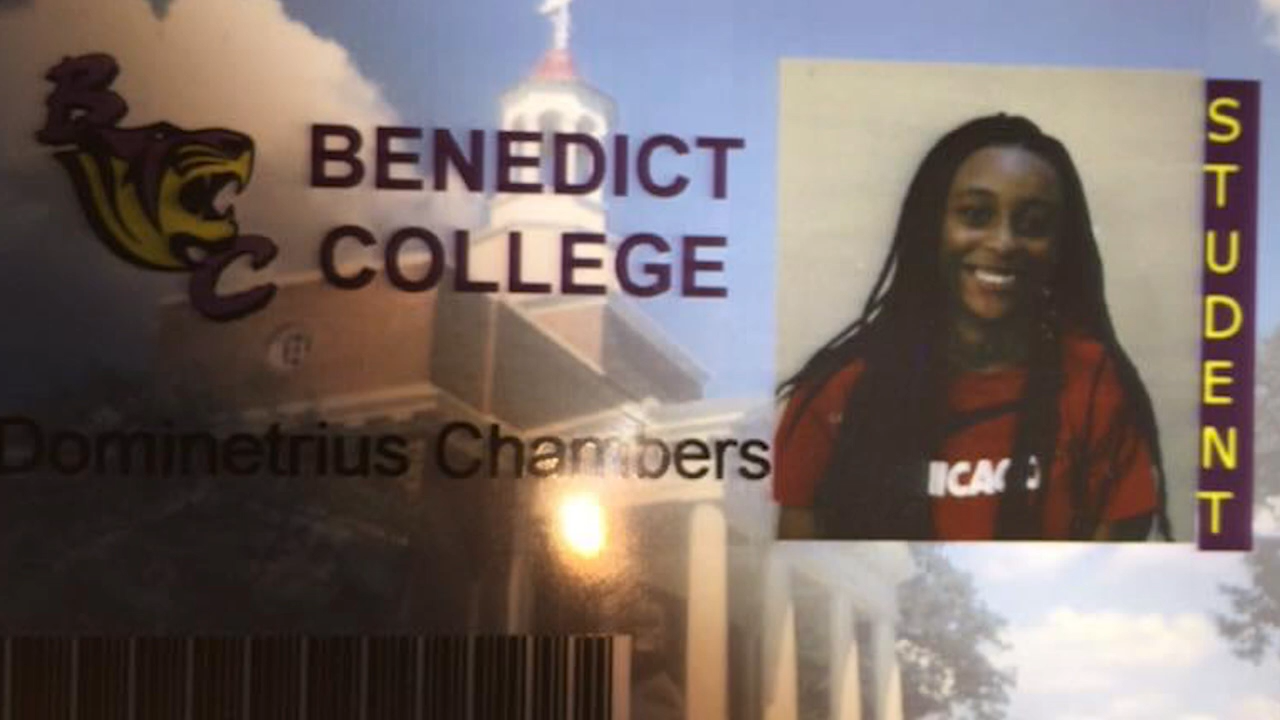 BC
BENEDICT
COLLEGE
Dominetrius Chambers
STUDENT